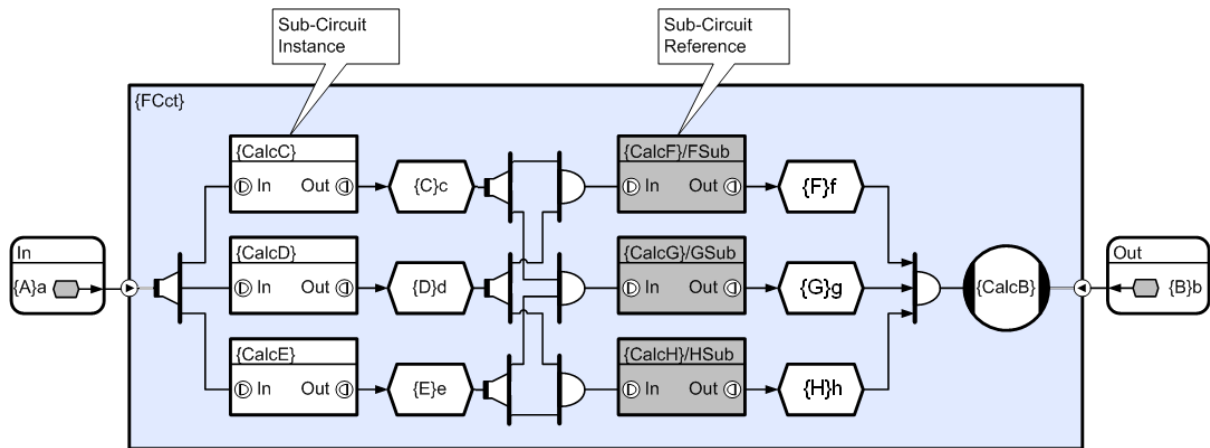 Sub-Circuit
Instance
Sub-Circuit
Reference
{FCct}
{CalcC}
In Out
{C}c
{CalcF}/FSub
In Out
{F}f
In
{A}a
{CalcD}
In Out
{D}d
{CalcG}/GSub
In Out
{G}g
{CalcB}
Out
{B}b
{CalcE}
In Out
{E}e
{CalcH}/HSub
In Out
{H}h